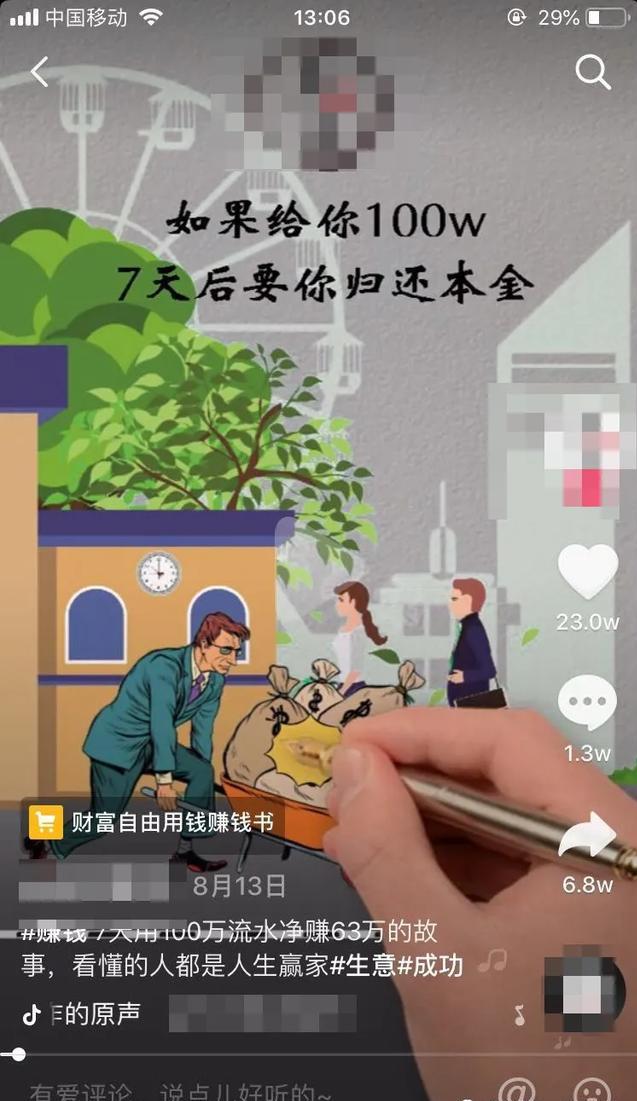 中国移动
13:06
29%
如果给你100w
7天后要你归还本金
23.0w
1.3w
财富自由用钱赚钱书
6.8w
8月13日
#赚钱 7天用100万流水净赚63万的故
事，看懂的人都是人生赢家#生意#成功
的原声
有爱评论，说点儿好听的~